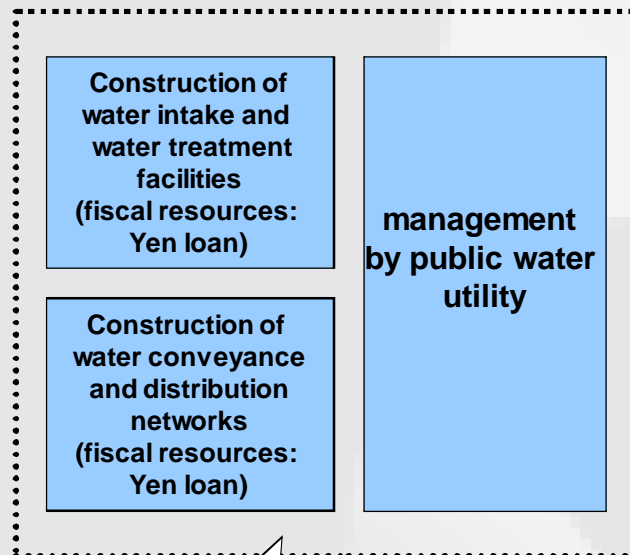 Construction of
water intake and
water treatment
facilities
(fiscal resources:
Yen loan)
Construction of
water conveyance
and distribution
networks
(fiscal resources:
Yen loan)
management
by public water
utility